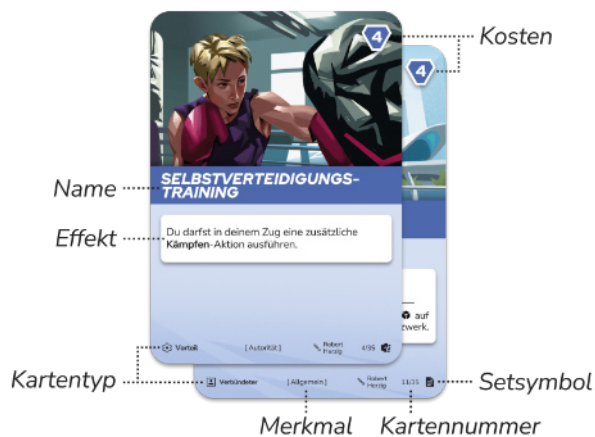 4
Kosten
4
Name
SELBSTVERTEIDIGUNGS-
TRAINING
Effekt
Du darfst in deinem Zug eine zusätzliche
Kämpfen-Aktion ausführen.
auf
zwerk.
Vorteil
[Autorität]
Robert
Herzig
4/35
Kartentyp
Verbündeter
[Allgemein]
Robert
Herzig
11/35
Setsymbol
Merkmal
Kartennummer